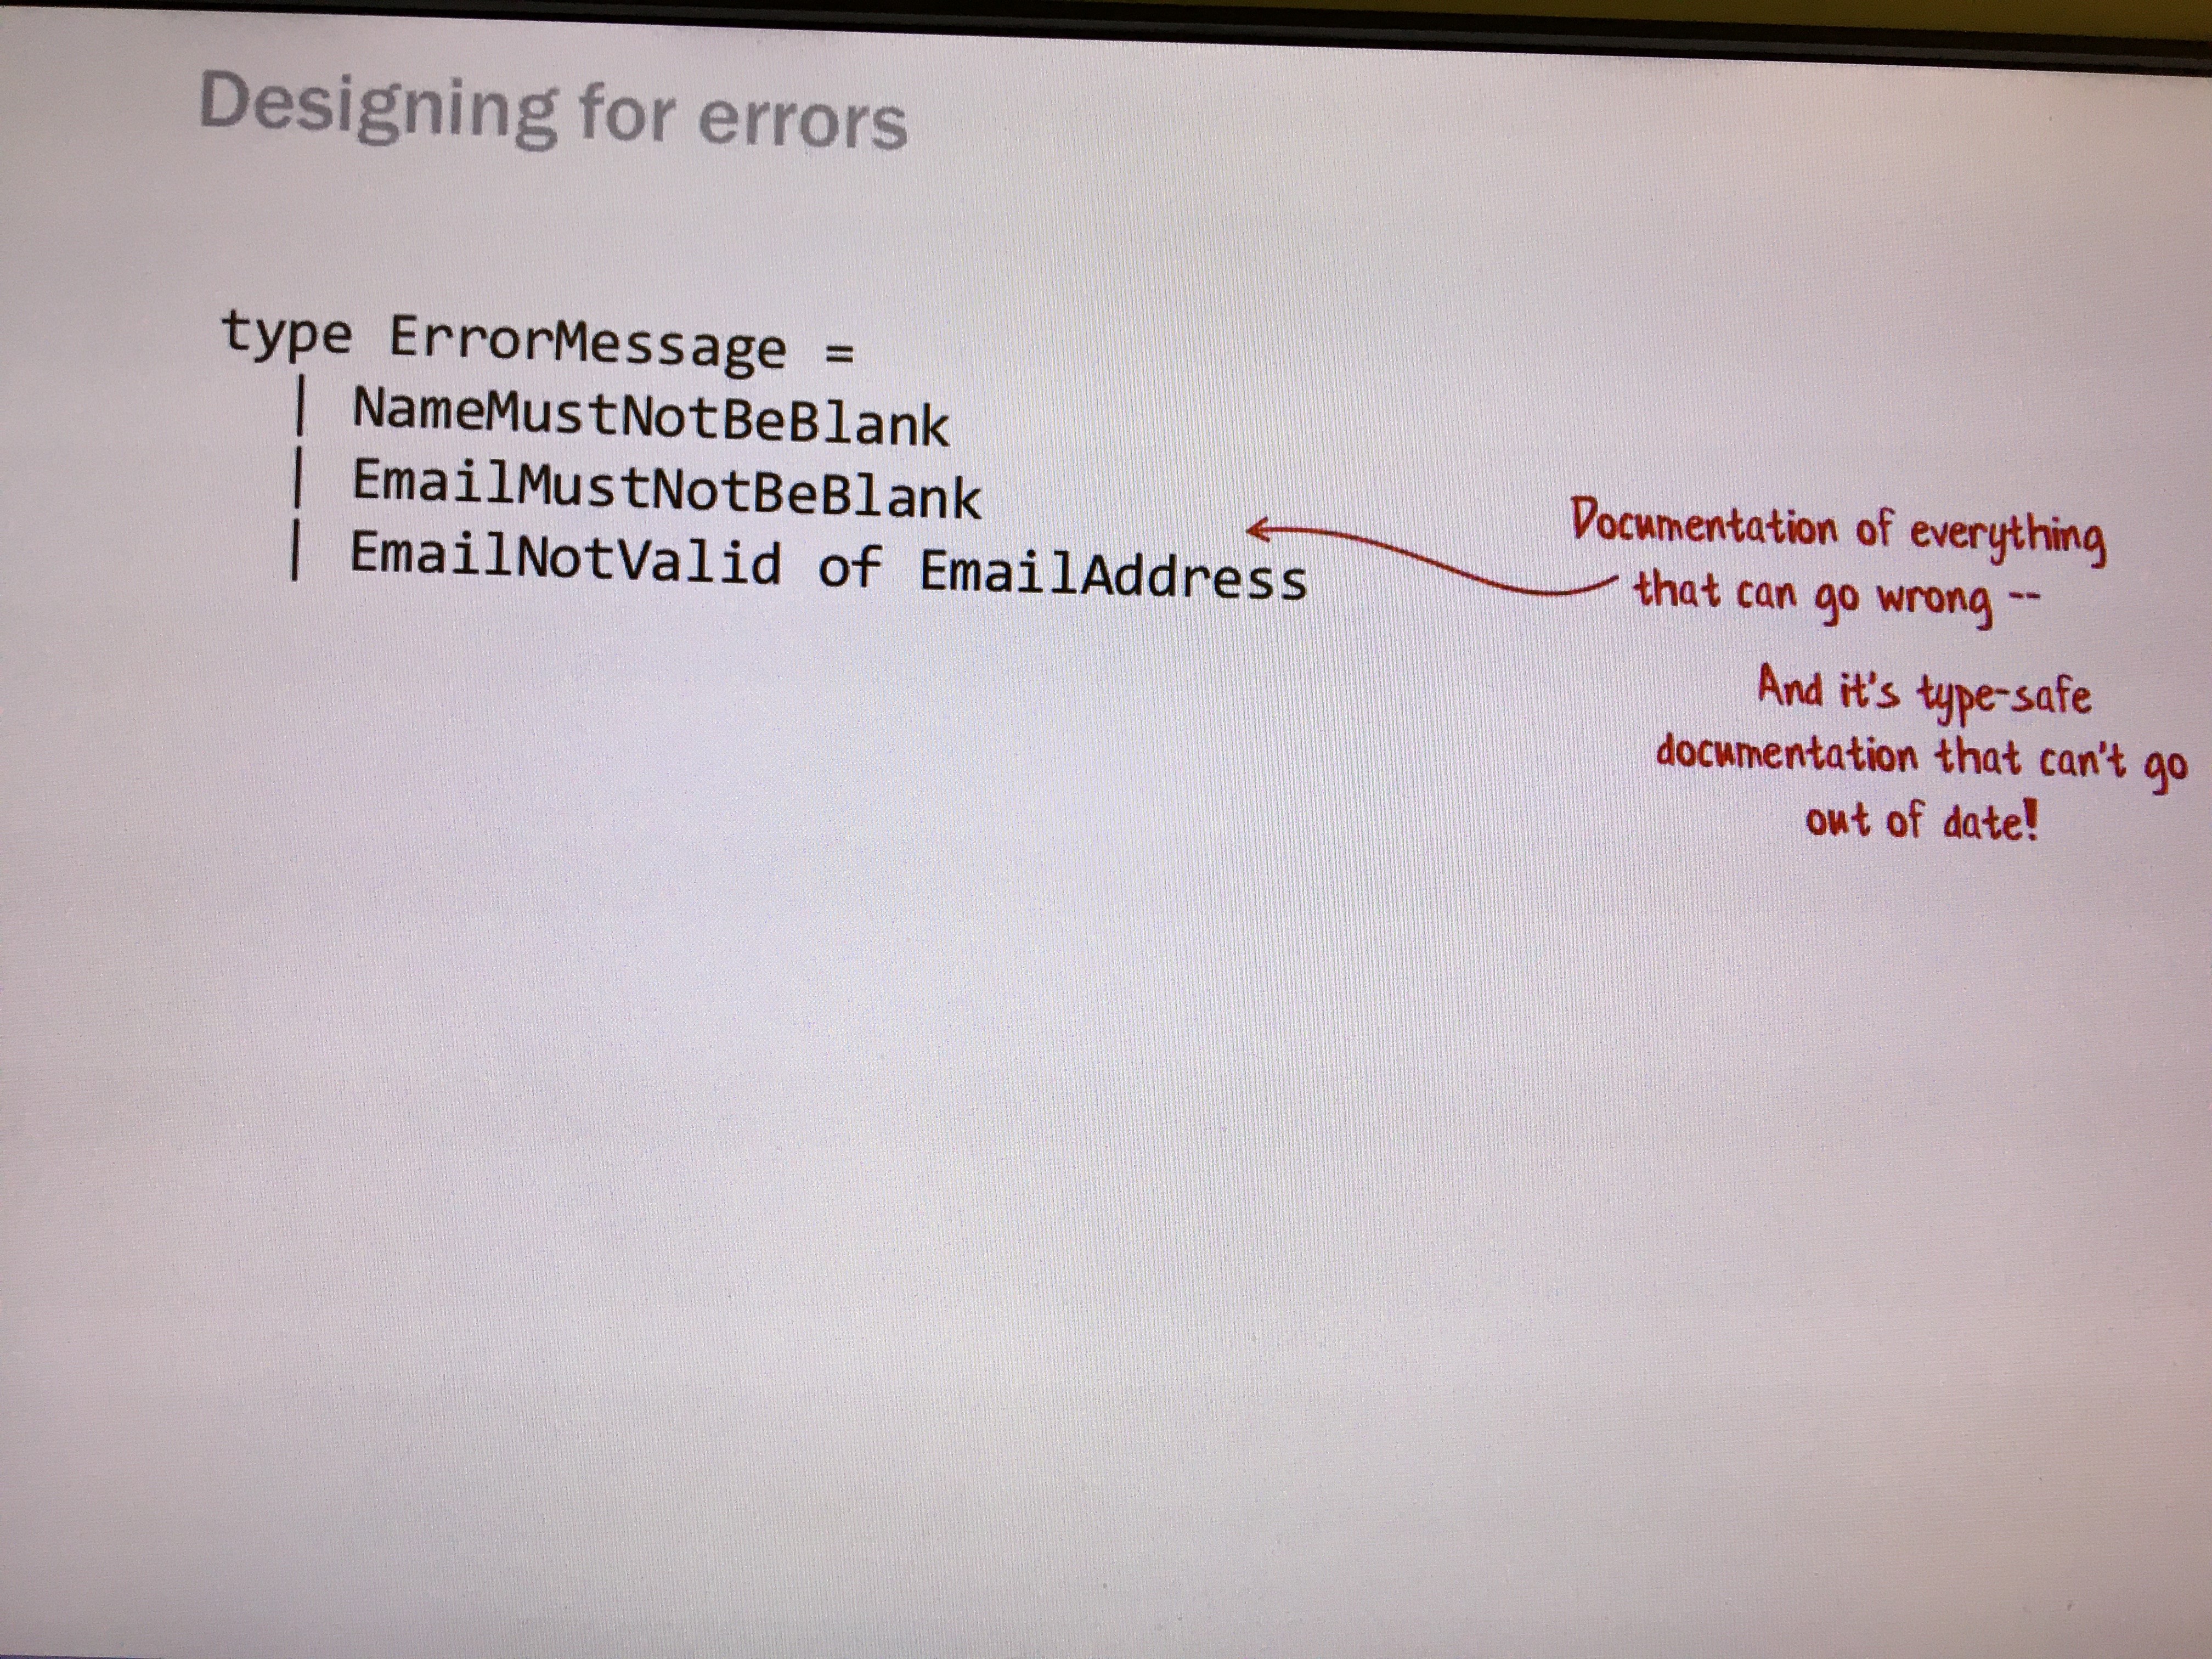 Designing for errors
type ErrorMessage =
| NameMustNotBeBlank
| EmailMustNotBeBlank
| EmailNotValid of EmailAddress
Documentation of everything
that can go wrong --
And it's type-safe
documentation that can't go
out of date!